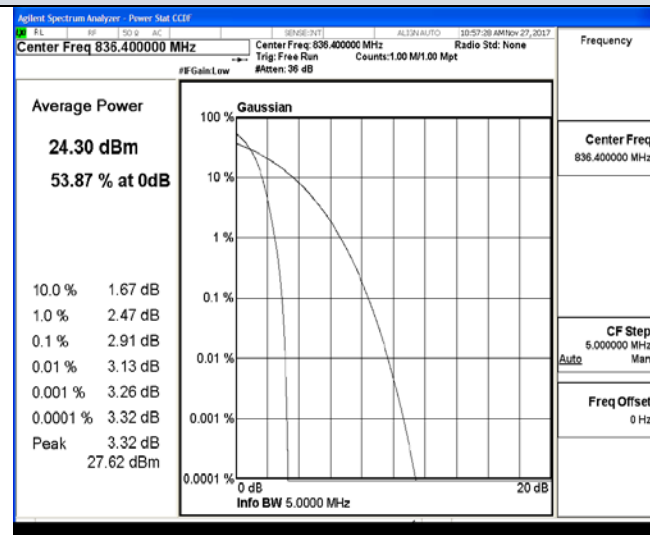 Agilent Spectrum Analyzer - Power Stat CCDF
RL RF 50 Ω AC SENSE:INT ALIGN AUTO 10:57:28 AM Nov 27, 2017
Center Freq 836.400000 MHz
Center Freq: 836.400000 MHz Radio Std: None
Trig: Free Run Counts:1.00 M/1.00 Mpt
#IFGain:Low #Atten: 36 dB
Frequency
Average Power
24.30 dBm
53.87 % at 0dB
10.0 % 1.67 dB
1.0 % 2.47 dB
0.1 % 2.91 dB
0.01 % 3.13 dB
0.001 % 3.26 dB
0.0001 % 3.32 dB
Peak 3.32 dB
27.62 dBm
Gaussian
100 %
10 %
1 %
0.1 %
0.01 %
0.001 %
0.0001 %
0 dB 20 dB
Info BW 5.0000 MHz
Center Freq
836.400000 MHz
CF Step
5.000000 MHz
Auto Man
Freq Offset
0 Hz